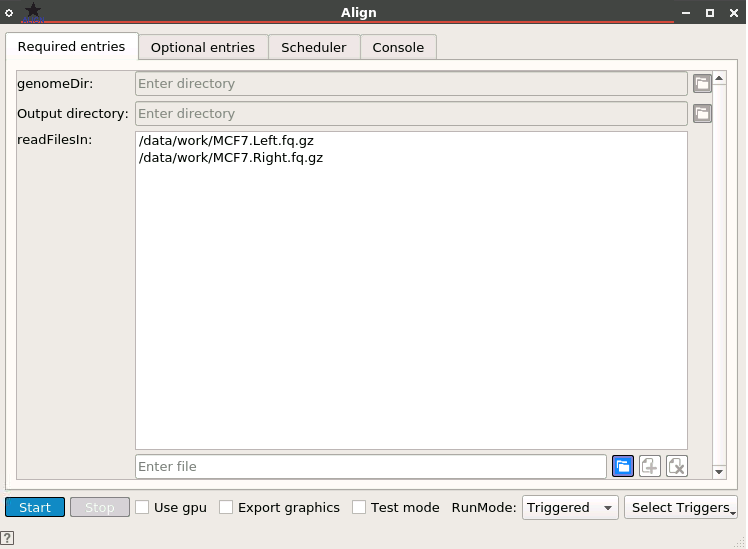 Align
Required entries
Optional entries
Scheduler
Console
genomeDir:
Enter directory
Output directory:
Enter directory
readFilesIn:
/data/work/MCF7.Left.fq.gz
/data/work/MCF7.Right.fq.gz
Enter file
Start
Stop
Use gpu
Export graphics
Test mode
RunMode:
Triggered
Select Triggers
?